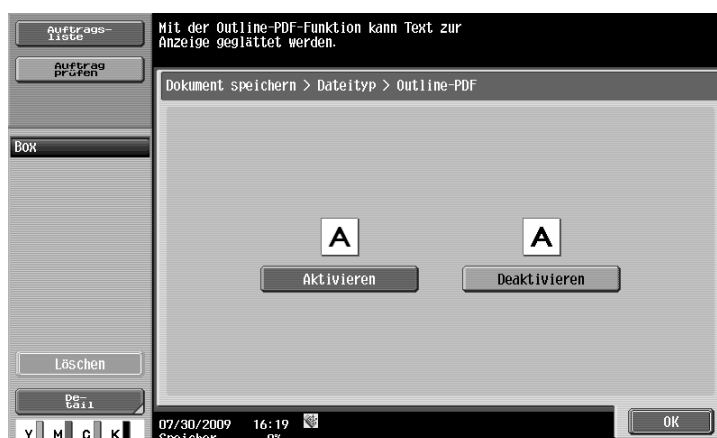 Auftrags-
liste
Auftrag
prüfen
Mit der Outline-PDF-Funktion kann Text zur
Anzeige geglättet werden.
Dokument speichern > Dateityp > Outline-PDF
Box
A
A
Aktivieren
Deaktivieren
Löschen
De-
tail
Y M C K
07/30/2009 16:19
Speicher 0%
OK